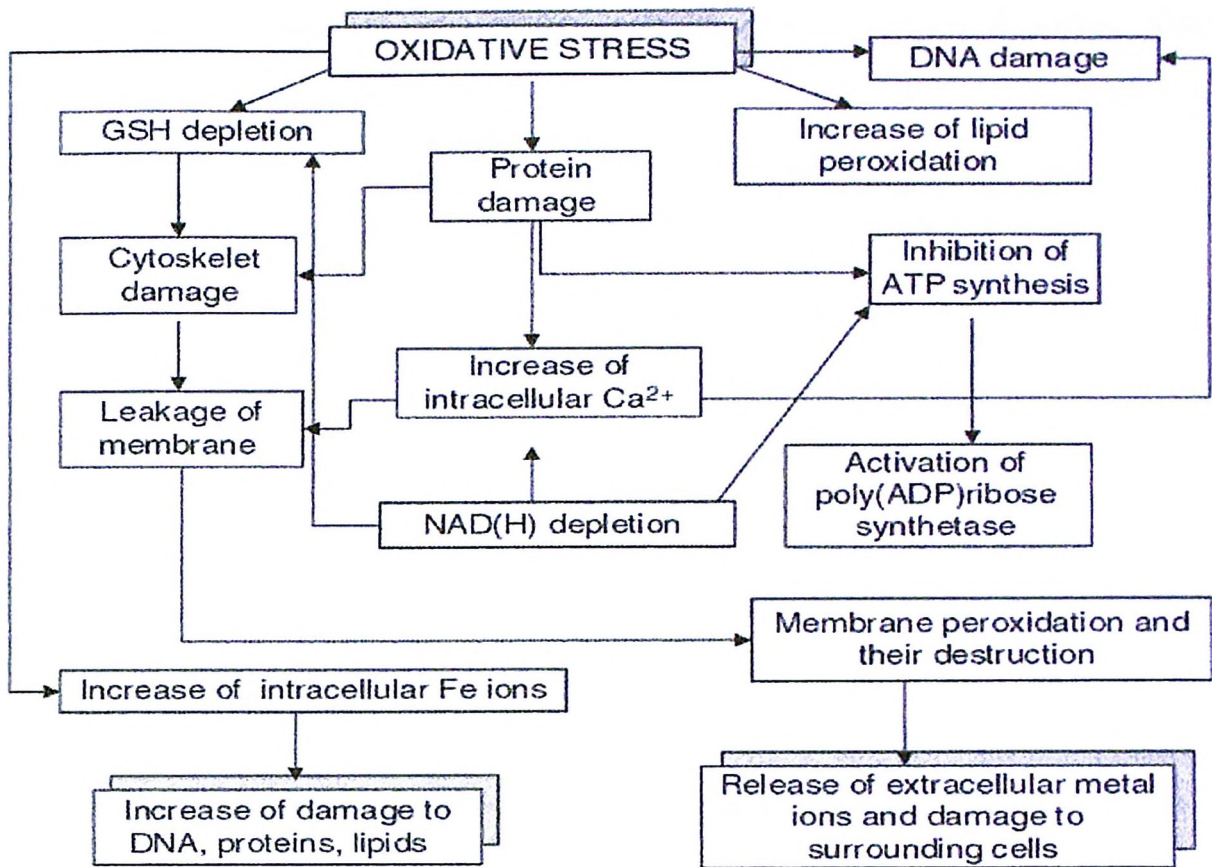 OXIDATIVE STRESS
DNA damage
GSH depletion
Increase of lipid
peroxidation
Protein
damage
Cytoskelet
damage
Inhibition of
ATP synthesis
Increase of
intracellular Ca²⁺
Leakage of
membrane
Activation of
poly(ADP)ribose
synthetase
NAD(H) depletion
Membrane peroxidation and
their destruction
Increase of intracellular Fe ions
Increase of damage to
DNA, proteins, lipids
Release of extracellular metal
ions and damage to
surrounding cells